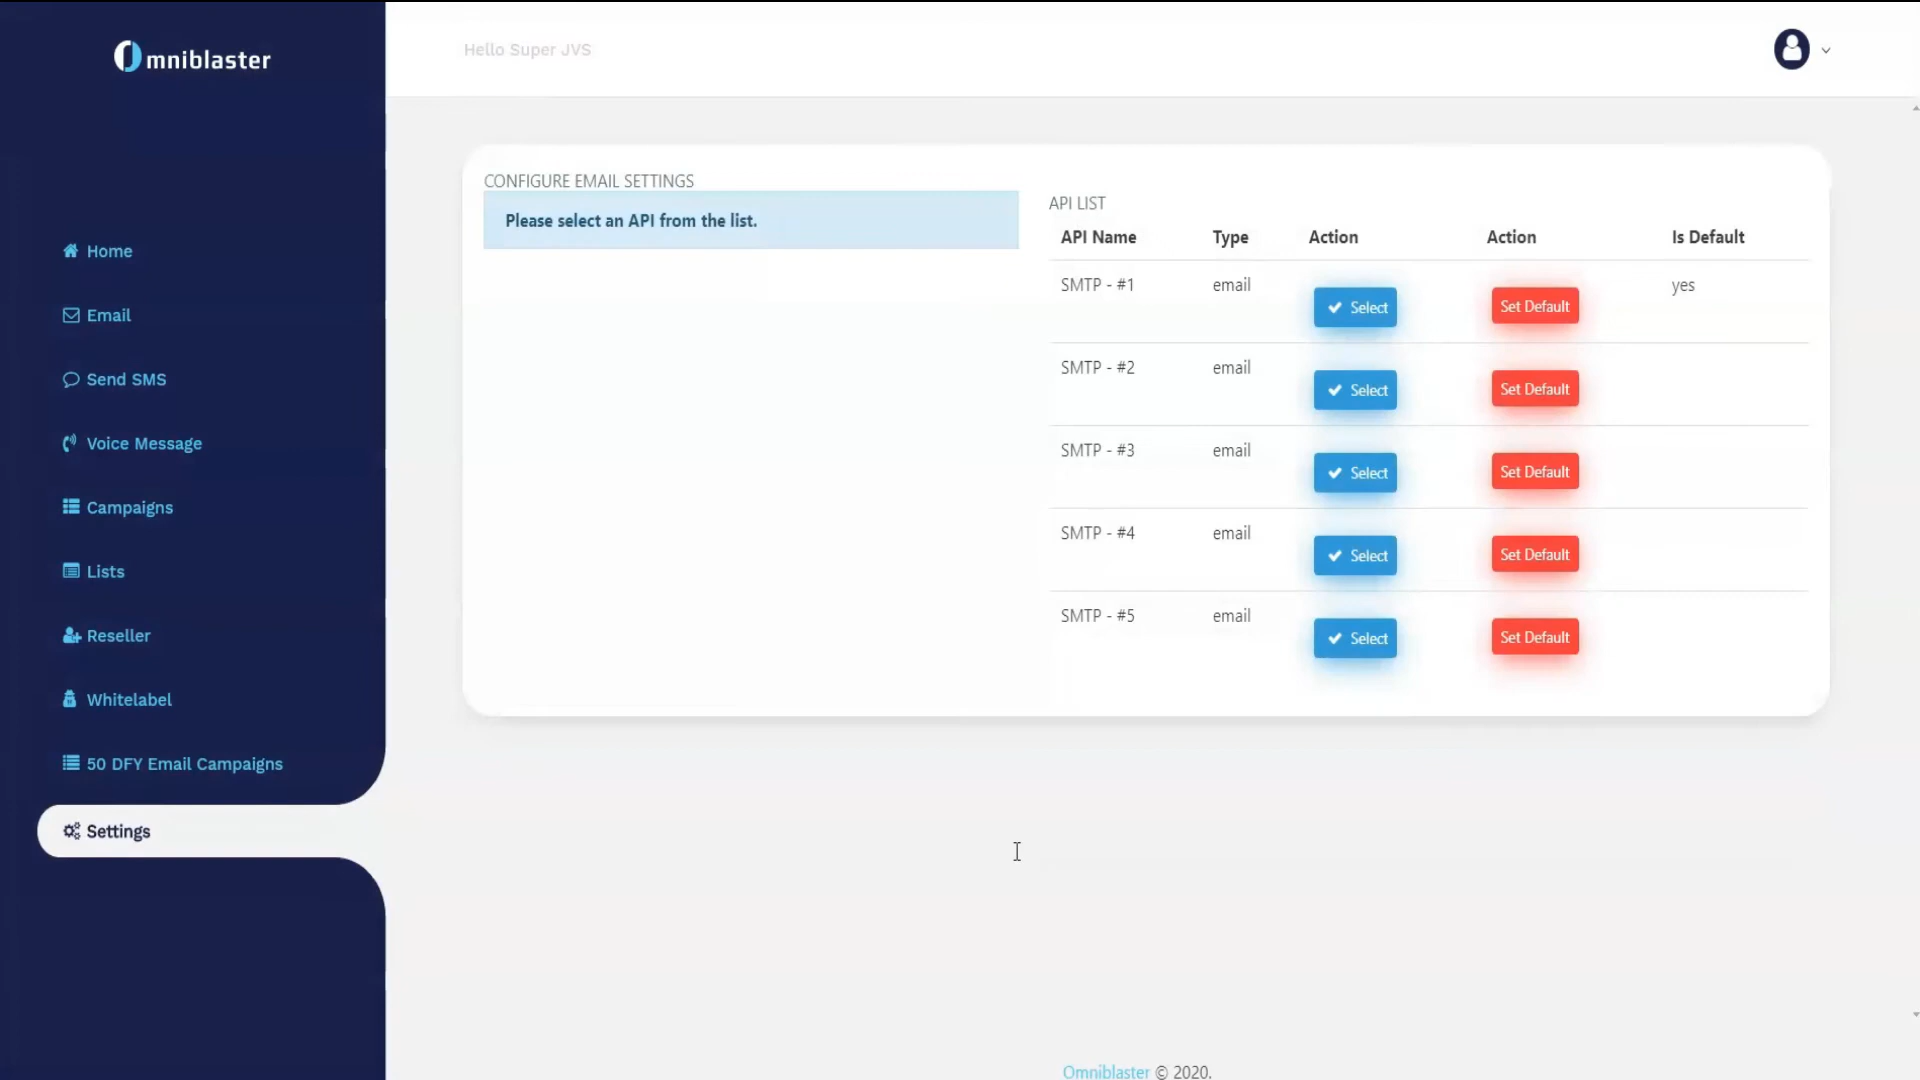 Omniblaster
Hello Super JVS
Home
Email
Send SMS
Voice Message
Campaigns
Lists
Reseller
Whitelabel
50 DFY Email Campaigns
Settings
CONFIGURE EMAIL SETTINGS
Please select an API from the list.
API LIST
API Name Type Action Action Is Default
SMTP - #1 email Select Set Default yes
SMTP - #2 email Select Set Default
SMTP - #3 email Select Set Default
SMTP - #4 email Select Set Default
SMTP - #5 email Select Set Default
Omniblaster © 2020.